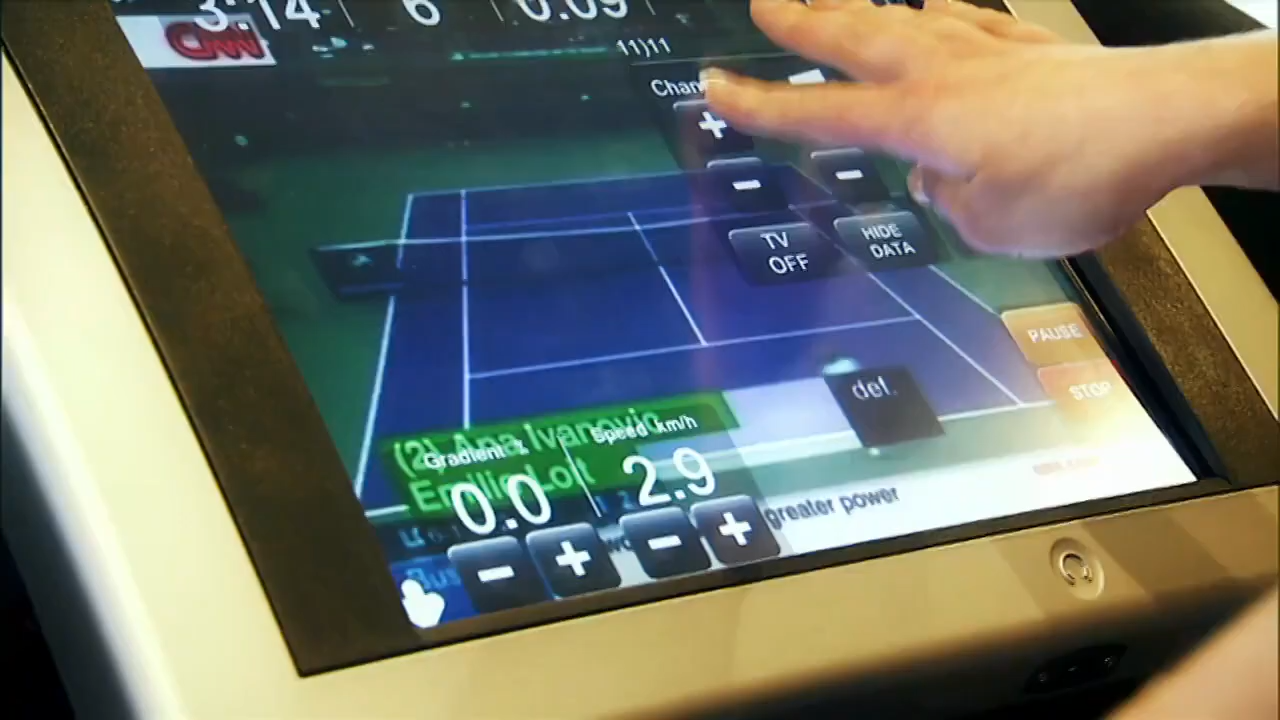 3:14 6 0.09
CNN
11)11
Chan
+
- -
TV OFF
HIDE DATA
PAUSE
STOP
def.
(2) Ana Ivanovic
Gradient % Speed km/h
0.0 2.9
greater power
- + - +